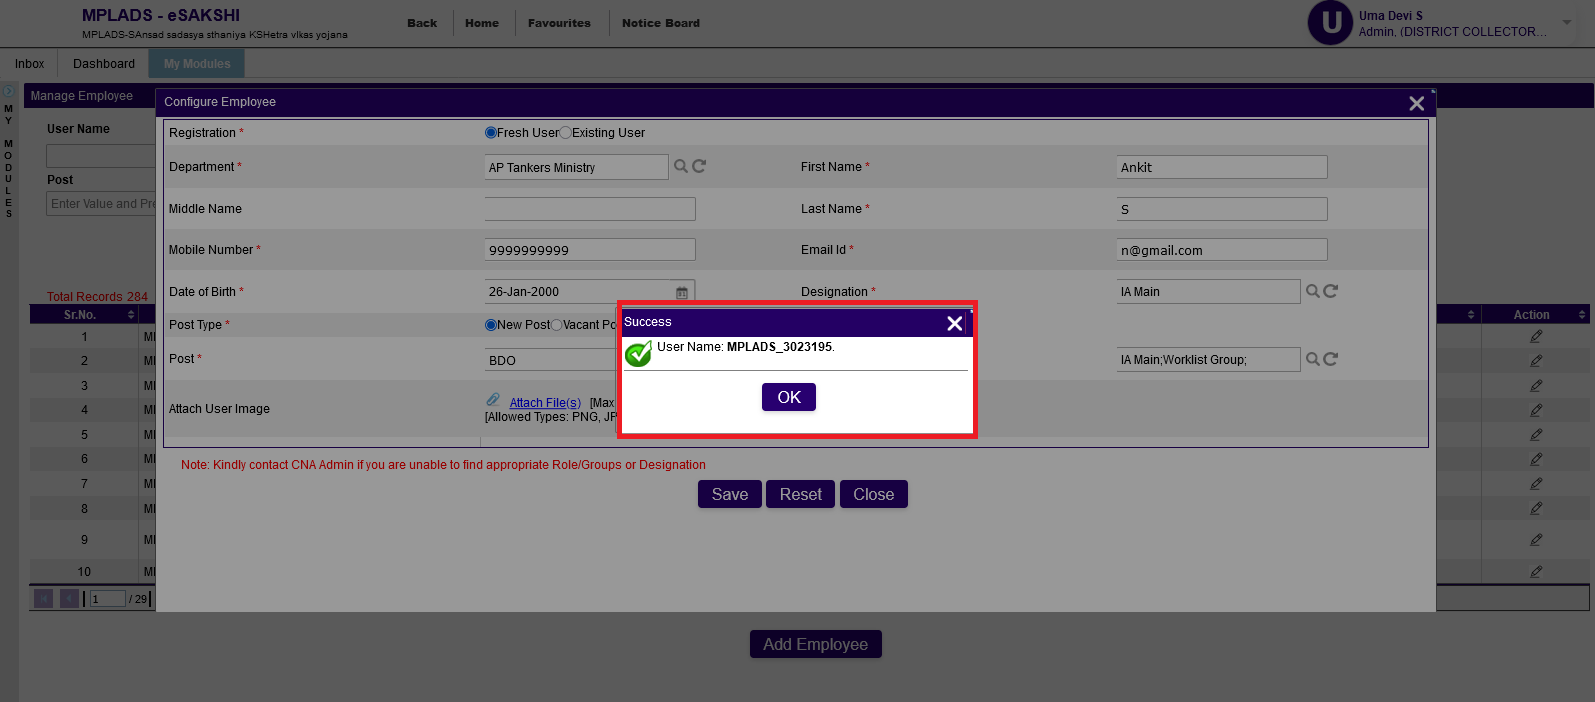 MPLADS - eSAKSHI
MPLADS-SAnsad sadasya sthaniya KSHetra vIkas yojana
Back Home Favourites Notice Board
U
Uma Devi S
Admin, (DISTRICT COLLECTOR...
Inbox Dashboard My Modules
MY MODULES
Manage Employee
User Name
Post
Enter Value and Pre
Total Records 284
Configure Employee
Registration * Fresh User Existing User
Department * AP Tankers Ministry First Name * Ankit
Middle Name Last Name * S
Mobile Number * 9999999999 Email Id * n@gmail.com
Date of Birth * 26-Jan-2000 Designation * IA Main
Post Type * New Post Vacant Po
Post * BDO IA Main;Worklist Group;
Attach User Image Attach File(s) [Max
[Allowed Types: PNG, JP
Success
User Name: MPLADS_3023195.
OK
Note: Kindly contact CNA Admin if you are unable to find appropriate Role/Groups or Designation
Save Reset Close
Sr.No. Action
1 MI
2 MI
3 MI
4 MI
5 MI
6 MI
7 MI
8 MI
9 MI
10 MI
1 / 29
Add Employee